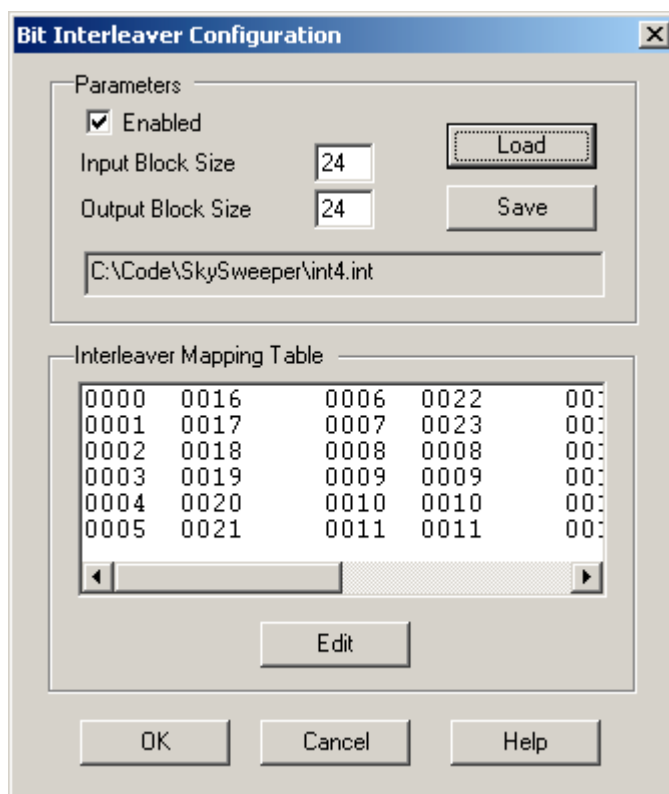 Bit Interleaver Configuration
Parameters
Enabled
Input Block Size 24
Load
Output Block Size 24
Save
C:\Code\SkySweeper\int4.int
Interleaver Mapping Table
0000 0016 0006 0022
0001 0017 0007 0023
0002 0018 0008 0008
0003 0019 0009 0009
0004 0020 0010 0010
0005 0021 0011 0011
Edit
OK Cancel Help